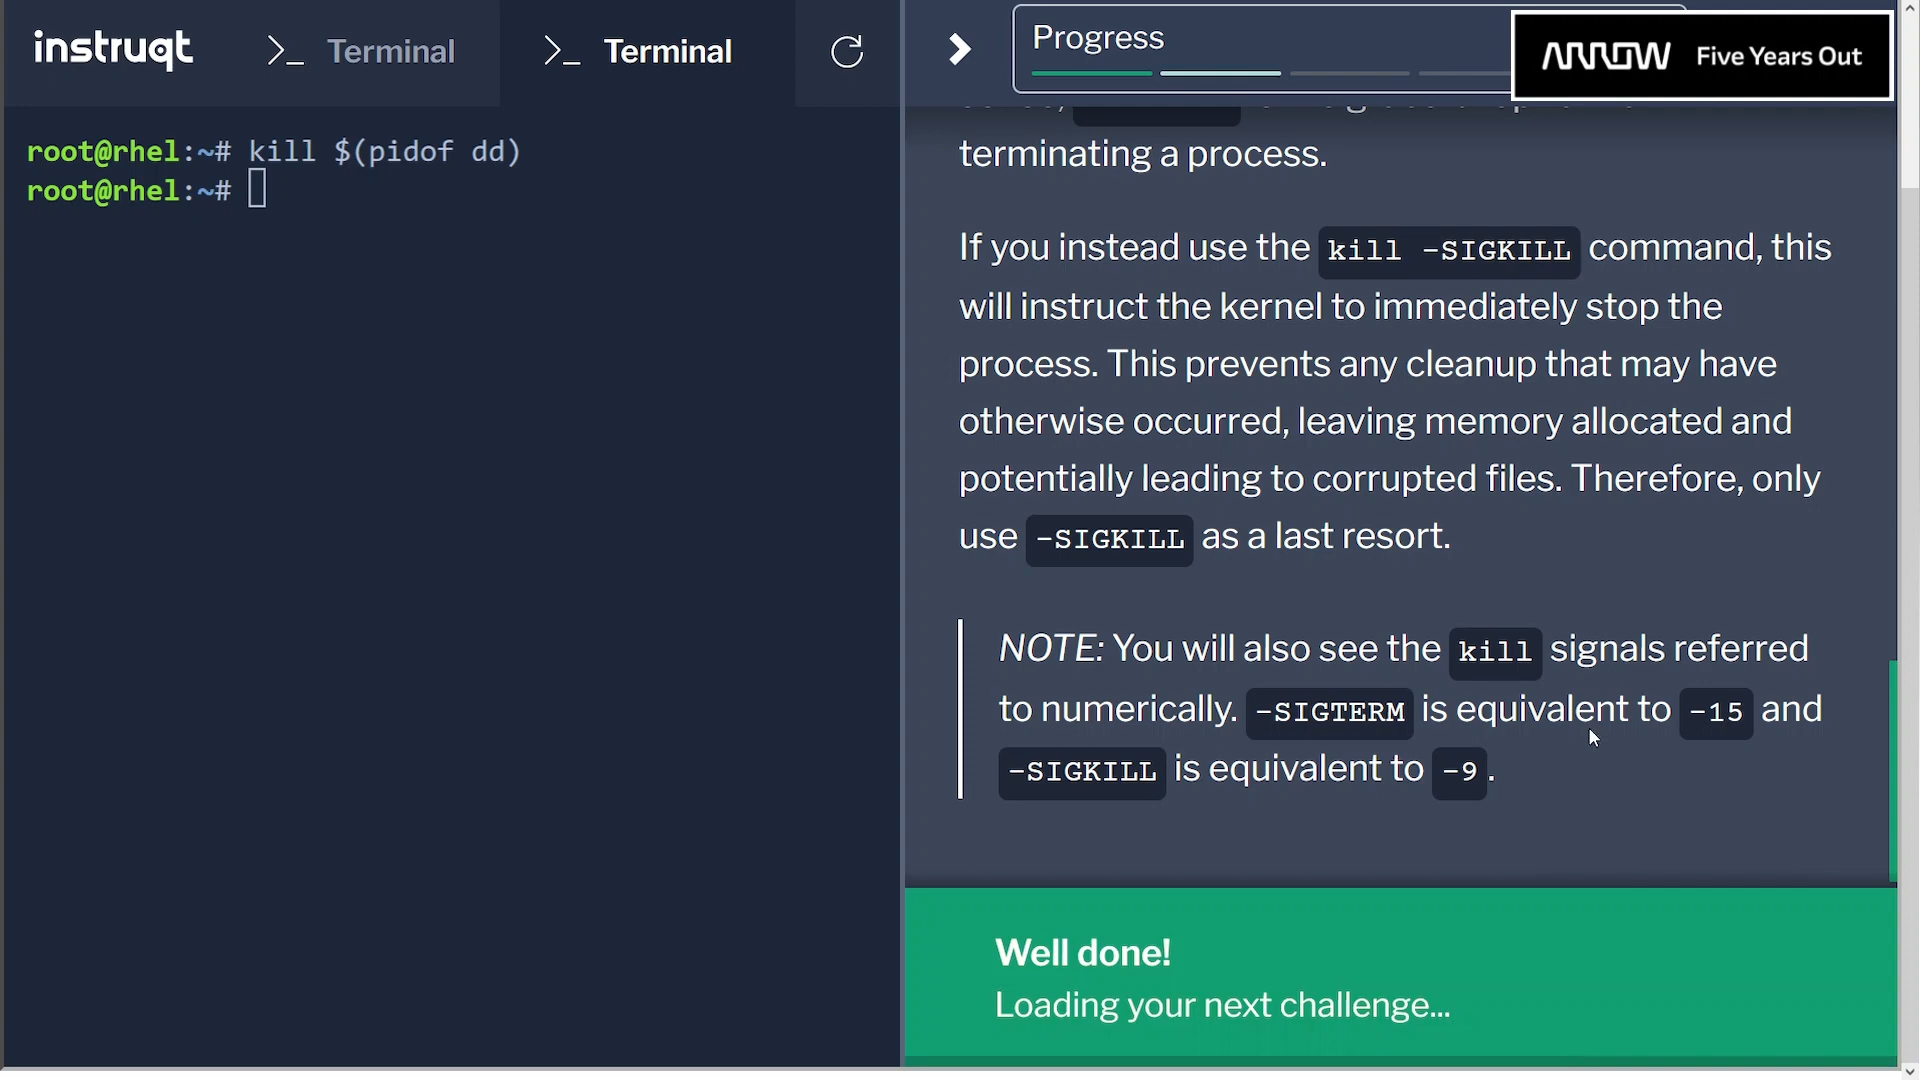 instruqt
>_ Terminal
>_ Terminal
Progress
ARROW Five Years Out
root@rhel:~# kill $(pidof dd)
root@rhel:~#
terminating a process.
If you instead use the kill -SIGKILL command, this
will instruct the kernel to immediately stop the
process. This prevents any cleanup that may have
otherwise occurred, leaving memory allocated and
potentially leading to corrupted files. Therefore, only
use -SIGKILL as a last resort.
NOTE: You will also see the kill signals referred
to numerically. -SIGTERM is equivalent to -15 and
-SIGKILL is equivalent to -9.
Well done!
Loading your next challenge...